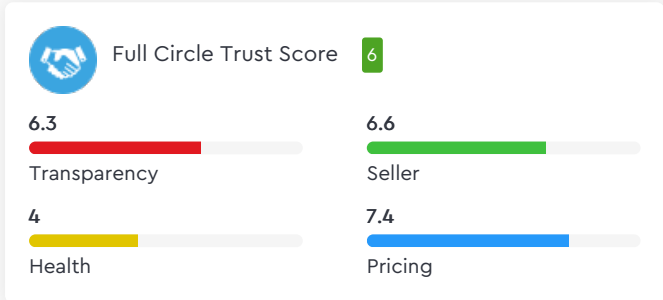 Full Circle Trust Score 6
6.3
Transparency
6.6
Seller
4
Health
7.4
Pricing